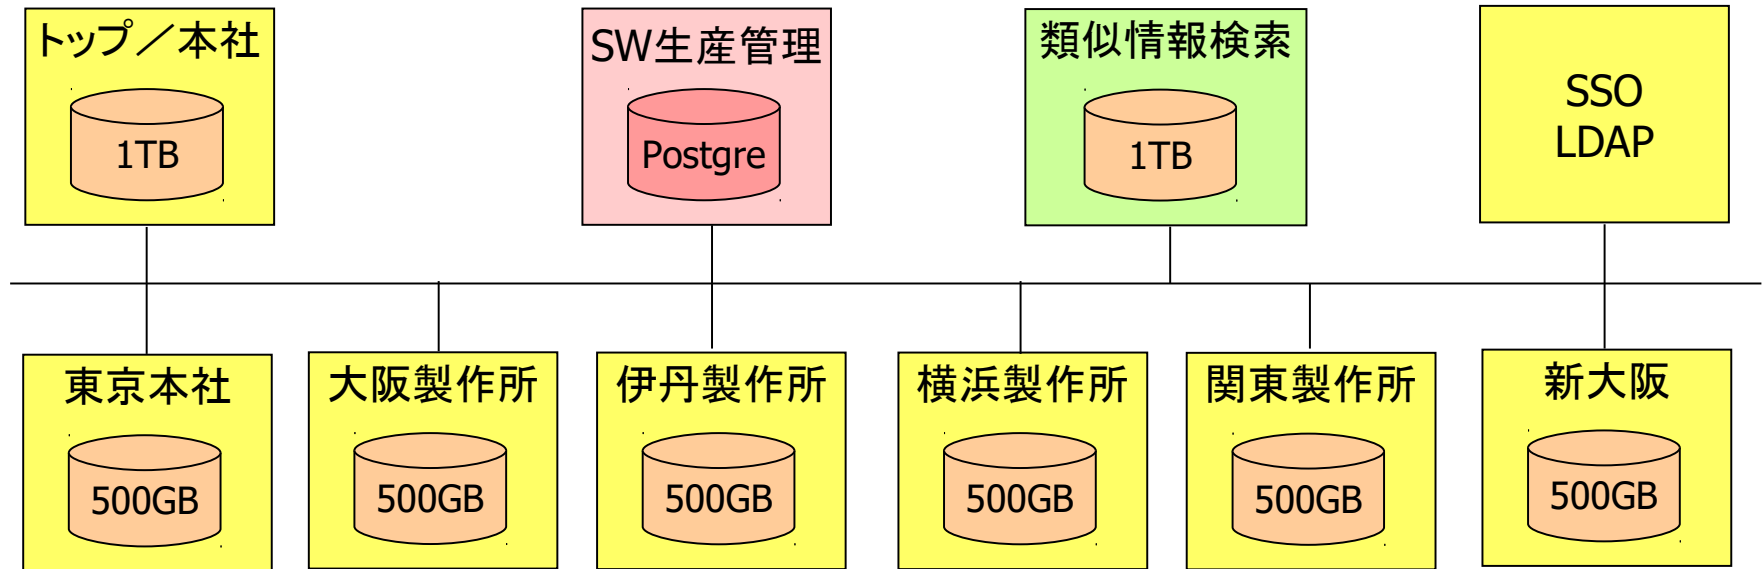 トップ／本社
1TB
SW生産管理
Postgre
類似情報検索
1TB
SSO
LDAP
東京本社
500GB
大阪製作所
500GB
伊丹製作所
500GB
横浜製作所
500GB
関東製作所
500GB
新大阪
500GB